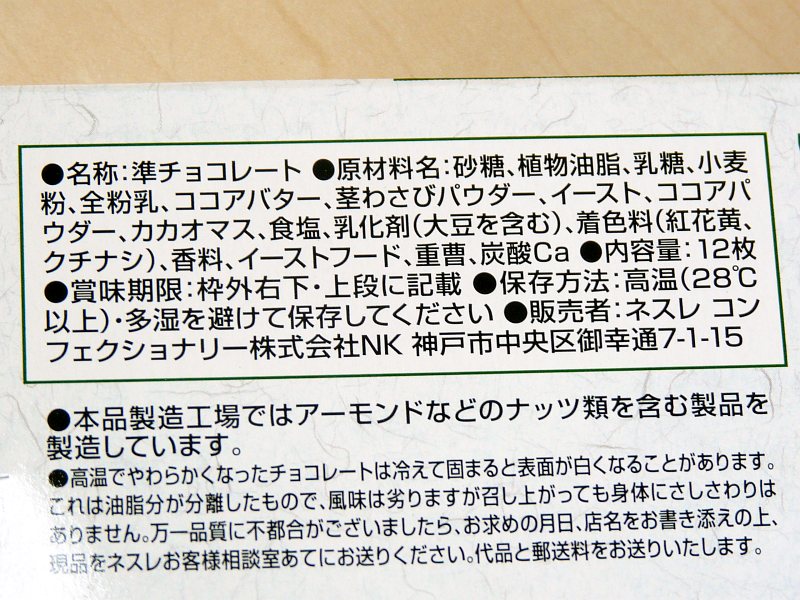 ●名称:準チョコレート ●原材料名:砂糖、植物油脂、乳糖、小麦
粉、全粉乳、ココアバター、茎わさびパウダー、イースト、ココアパ
ウダー、カカオマス、食塩、乳化剤(大豆を含む)、着色料(紅花黄、
クチナシ)、香料、イーストフード、重曹、炭酸Ca ●内容量:12枚
●賞味期限:枠外右下・上段に記載 ●保存方法:高温(28℃
以上)・多湿を避けて保存してください ●販売者:ネスレ コン
フェクショナリー株式会社NK 神戸市中央区御幸通7-1-15
●本品製造工場ではアーモンドなどのナッツ類を含む製品を
製造しています。
●高温でやわらかくなったチョコレートは冷えて固まると表面が白くなることがあります。
これは油脂分が分離したもので、風味は劣りますが召し上がっても身体にさしさわりは
ありません。万一品質に不都合がございましたら、お求めの月日、店名をお書き添えの上、
現品をネスレお客様相談室あてにお送りください。代品と郵送料をお送りいたします。